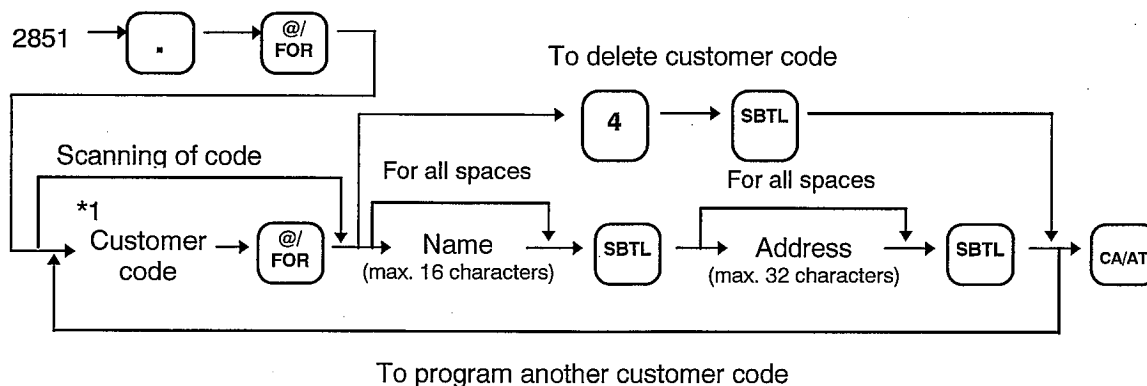 2851
.
@/
FOR
To delete customer code
4
SBTL
Scanning of code
For all spaces
For all spaces
*1
Customer
code
@/
FOR
Name
(max. 16 characters)
SBTL
Address
(max. 32 characters)
SBTL
CA/AT
To program another customer code